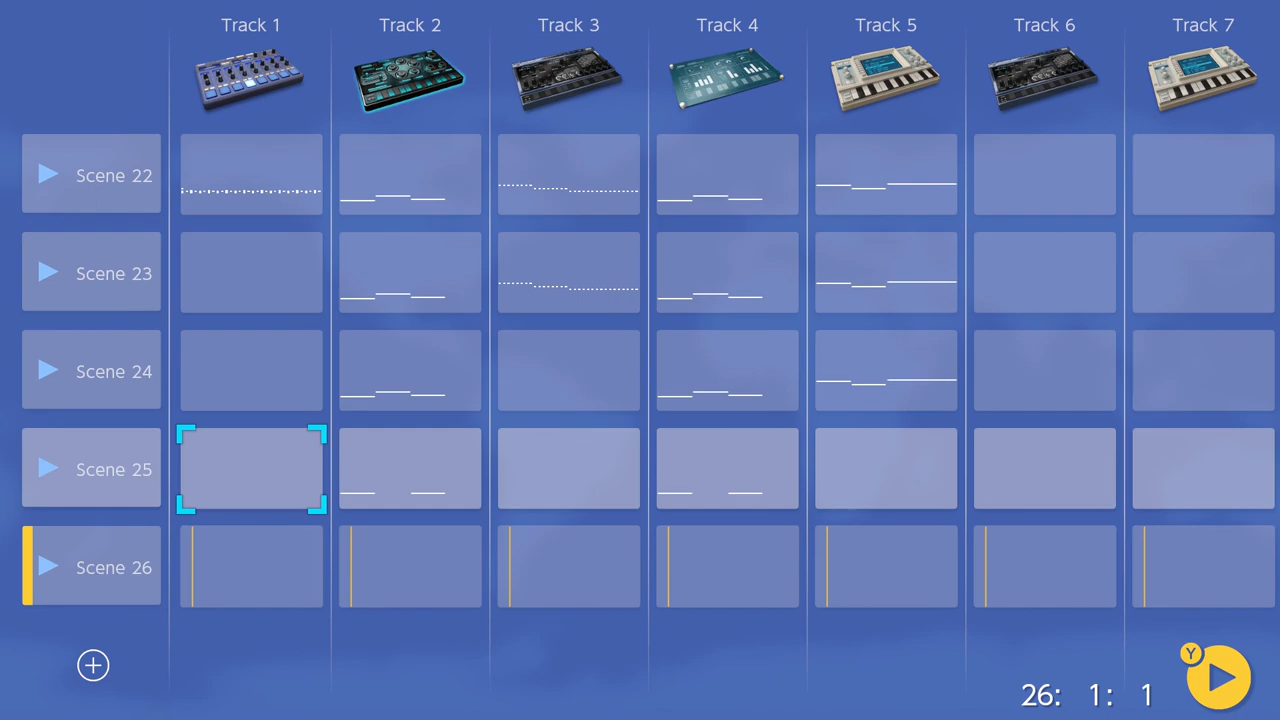 Track 1 Track 2 Track 3 Track 4 Track 5 Track 6 Track 7
Scene 22
Scene 23
Scene 24
Scene 25
Scene 26
Y
26: 1: 1